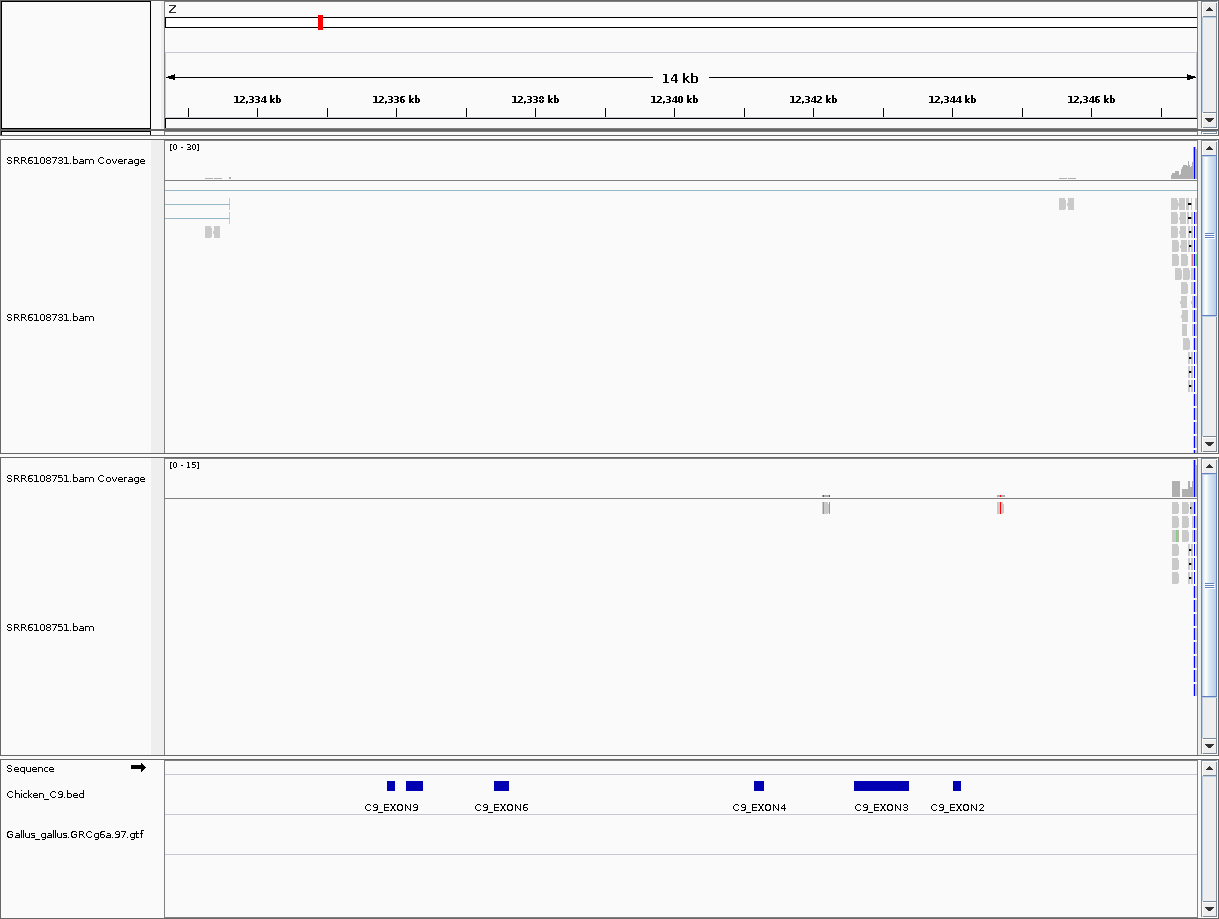 Z
14 kb
12,334 kb 12,336 kb 12,338 kb 12,340 kb 12,342 kb 12,344 kb 12,346 kb
[0 - 30]
SRR6108731.bam Coverage
SRR6108731.bam
[0 - 15]
SRR6108751.bam Coverage
SRR6108751.bam
Sequence
Chicken_C9.bed
C9_EXON9 C9_EXON6 C9_EXON4 C9_EXON3 C9_EXON2
Gallus_gallus.GRCg6a.97.gtf